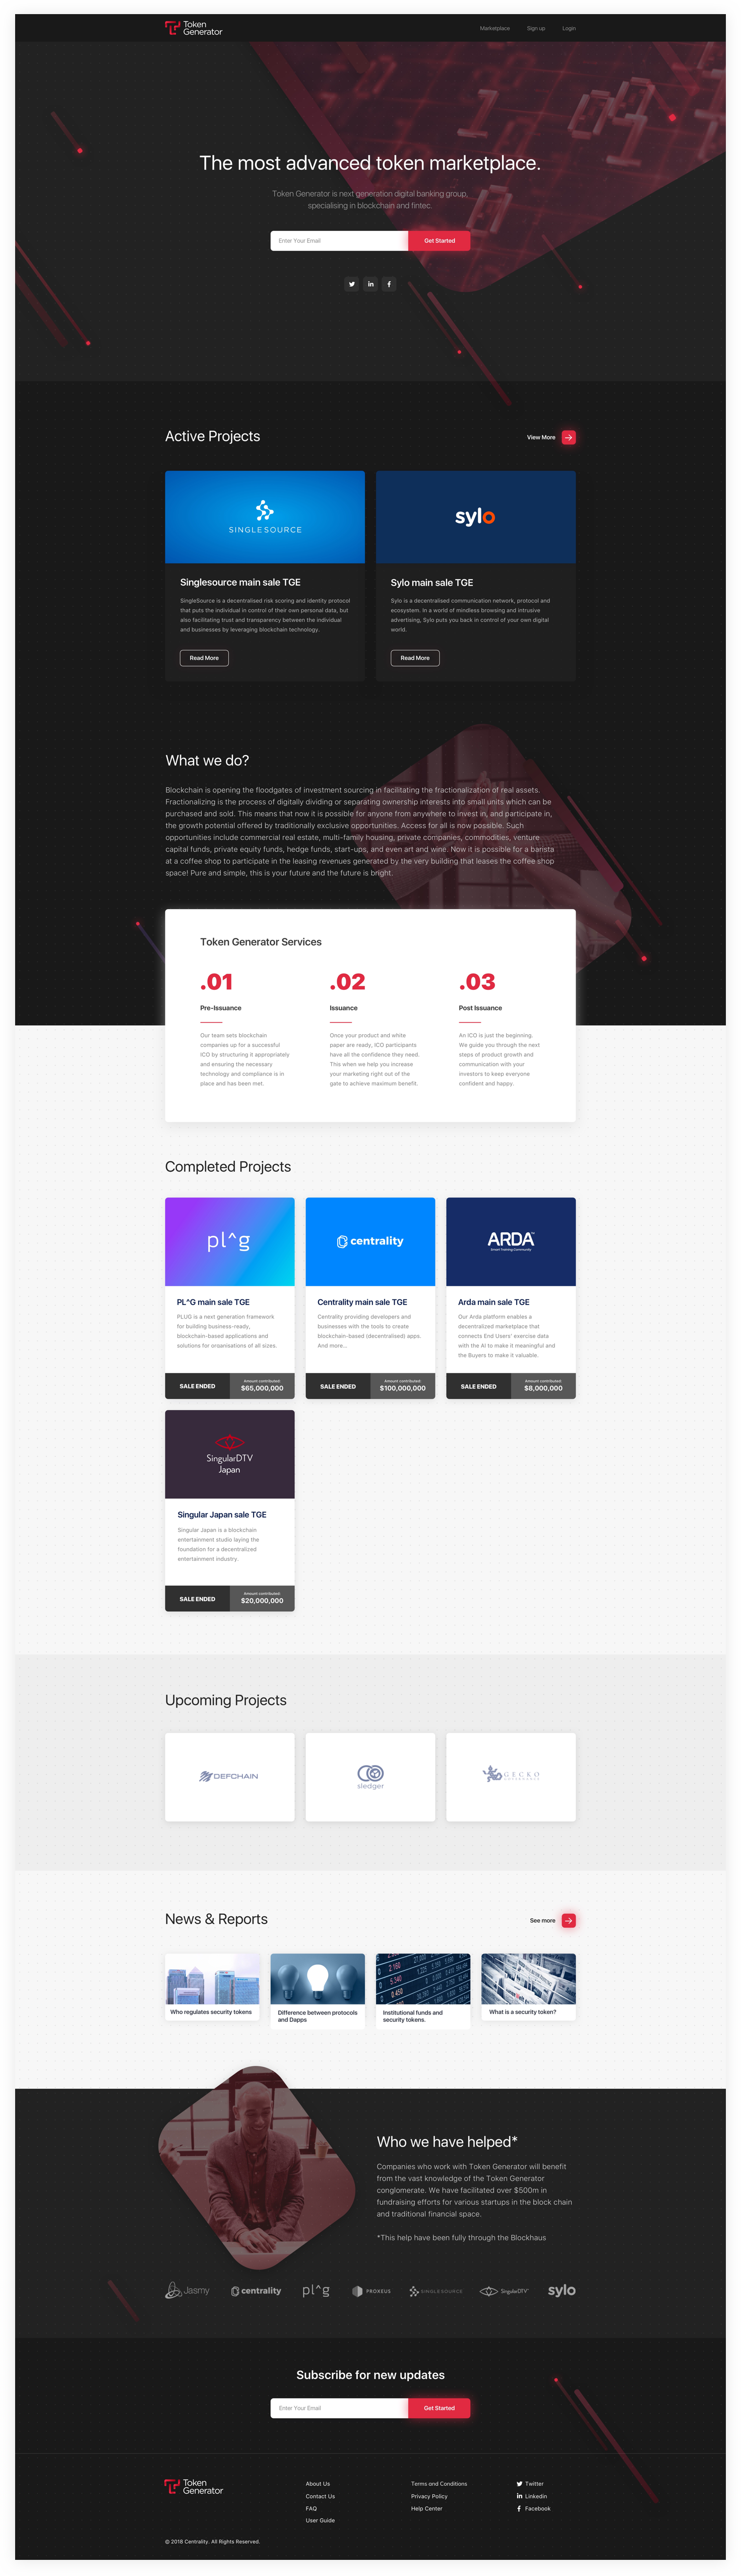 Token
Generator
Marketplace
Sign up
Login
The most advanced token marketplace.
Token Generator is next generation digital banking group,
specialising in blockchain and fintec.
Enter Your Email
Get Started
Active Projects
View More
SINGLESOURCE
sylo
Singlesource main sale TGE
SingleSource is a decentralised risk scoring and identity protocol
that puts the individual in control of their own personal data, but
also facilitating trust and transparency between the individual
and businesses by leveraging blockchain technology.
Read More
Sylo main sale TGE
Sylo is a decentralised communication network, protocol and
ecosystem. In a world of mindless browsing and intrusive
advertising, Sylo puts you back in control of your own digital
world.
Read More
What we do?
Blockchain is opening the floodgates of investment sourcing in facilitating the fractionalization of real assets.
Fractionalizing is the process of digitally dividing or separating ownership interests into small units which can be
purchased and sold. This means that now it is possible for anyone from anywhere to invest in, and participate in,
the growth potential offered by traditionally exclusive opportunities. Access for all is now possible. Such
opportunities include commercial real estate, multi-family housing, private companies, commodities, venture
capital funds, private equity funds, hedge funds, start-ups, and even art and wine. Now it is possible for a barista
at a coffee shop to participate in the leasing revenues generated by the very building that leases the coffee shop
space! Pure and simple, this is your future and the future is bright.
Token Generator Services
.01
Pre-Issuance
Our team sets blockchain
companies up for a successful
ICO by structuring it appropriately
and ensuring the necessary
technology and compliance is in
place and has been met.
.02
Issuance
Once your product and white
paper are ready, ICO participants
have all the confidence they need.
This when we help you increase
your marketing right out of the
gate to achieve maximum benefit.
.03
Post Issuance
An ICO is just the beginning.
We guide you through the next
steps of product growth and
communication with your
investors to keep everyone
confident and happy.
Completed Projects
pl^g
PL^G main sale TGE
PLUG is a next generation framework
for building business-ready,
blockchain-based applications and
solutions for organisations of all sizes.
SALE ENDED
Amount contributed:
$65,000,000
centrality
Centrality main sale TGE
Centrality providing developers and
businesses with the tools to create
blockchain-based (decentralised) apps.
And more...
SALE ENDED
Amount contributed:
$100,000,000
ARDA
Smart Training Community
Arda main sale TGE
Our Arda platform enables a
decentralized marketplace that
connects End Users' exercise data
with the AI to make it meaningful and
the Buyers to make it valuable.
SALE ENDED
Amount contributed:
$8,000,000
SingularDTV
Japan
Singular Japan sale TGE
Singular Japan is a blockchain
entertainment studio laying the
foundation for a decentralized
entertainment industry.
SALE ENDED
Amount contributed:
$20,000,000
Upcoming Projects
DEFCHAIN
sledger
GECKO
News & Reports
See more
Who regulates security tokens
Difference between protocols
and Dapps
Institutional funds and
security tokens.
What is a security token?
Who we have helped*
Companies who work with Token Generator will benefit
from the vast knowledge of the Token Generator
conglomerate. We have facilitated over $500m in
fundraising efforts for various startups in the block chain
and traditional financial space.
*This help have been fully through the Blockhaus
Jasmy
centrality
pl^g
PROXEUS
SINGLESOURCE
SingularDTV
sylo
Subscribe for new updates
Enter Your Email
Get Started
Token
Generator
About Us
Contact Us
FAQ
User Guide
Terms and Conditions
Privacy Policy
Help Center
Twitter
Linkedin
Facebook
© 2018 Centrality. All Rights Reserved.